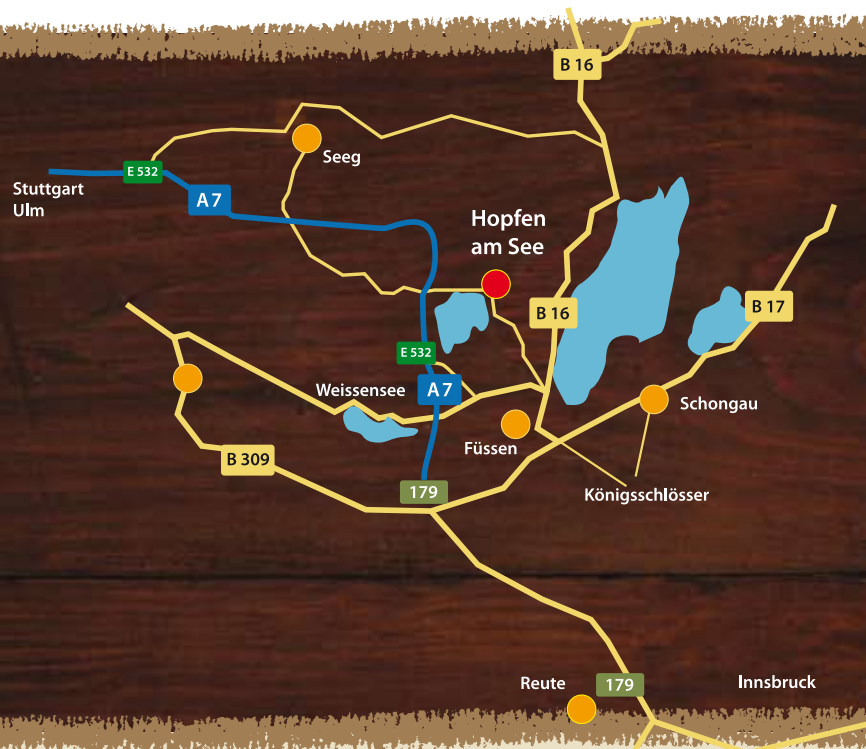 B 16
E 532
Seeg
Stuttgart
Ulm
A 7
Hopfen
am See
B 16
B 17
E 532
Weissensee
A 7
Schongau
Füssen
B 309
179
Königsschlösser
Reute
179
Innsbruck